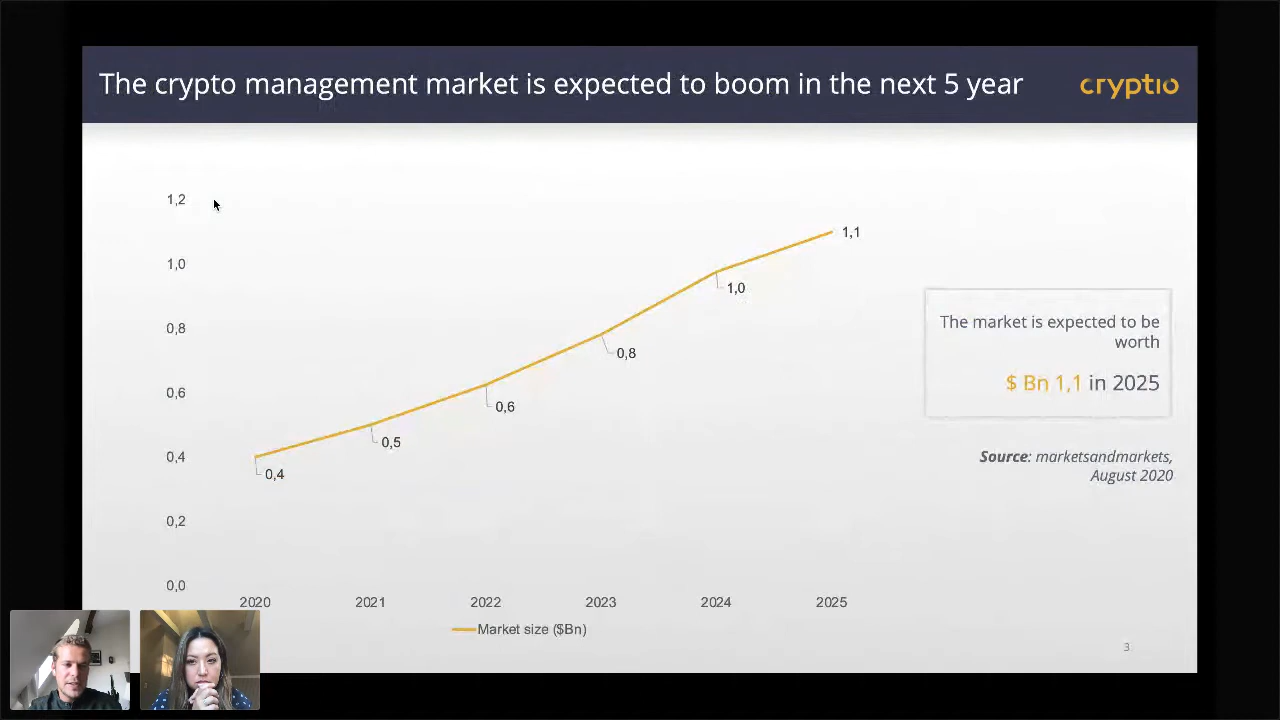 The crypto management market is expected to boom in the next 5 year
cryptio
1,2
1,0
0,8
0,6
0,4
0,2
0,0
0,4
0,5
0,6
0,8
1,0
1,1
2020 2021 2022 2023 2024 2025
Market size ($Bn)
The market is expected to be
worth
$ Bn 1,1 in 2025
Source: marketsandmarkets,
August 2020
3